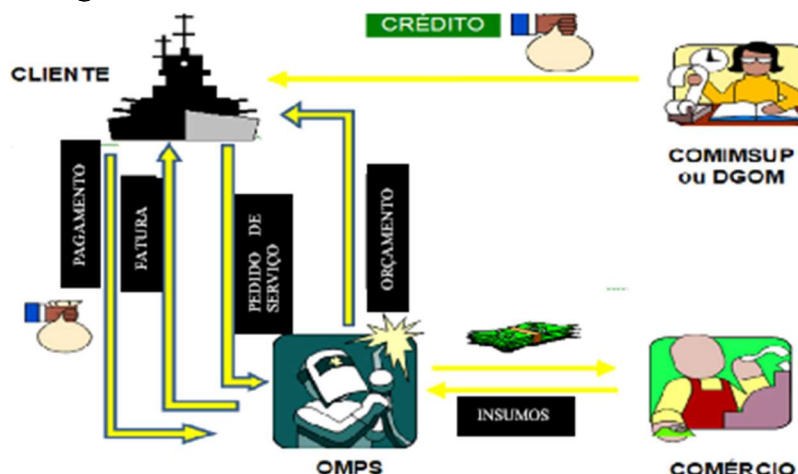 CRÉDITO
CLIENTE
COMIMSUP
ou DGOM
PAGAMENTO
FATURA
PEDIDO DE
SERVIÇO
ORÇAMENTO
INSUMOS
OMPS
COMÉRCIO